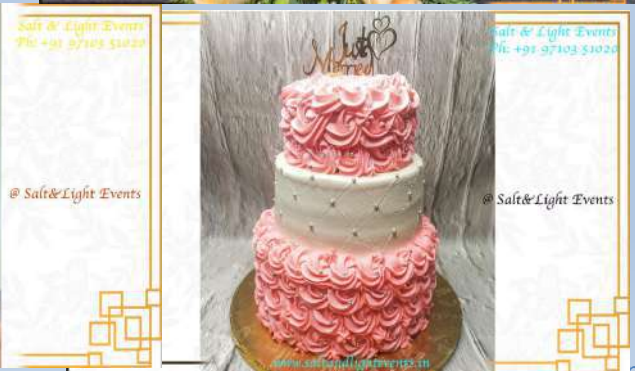 Salt & Light Events
Ph: +91 97103 51020
@ Salt&Light Events
Just
Married
Salt & Light Events
Ph: +91 97103 51020
@ Salt&Light Events
www.saltandlightevents.in